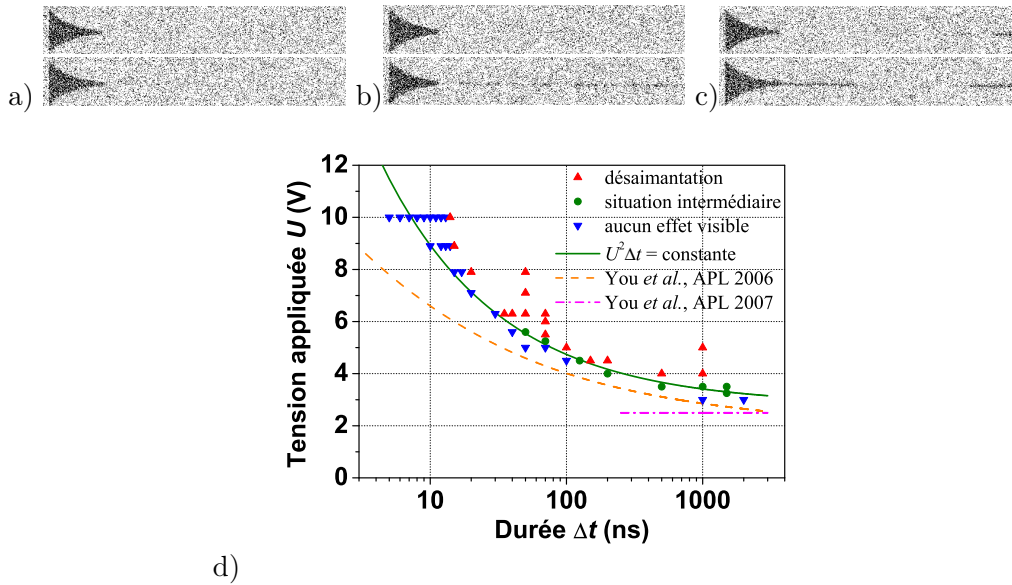 a)
b)
c)
12
10
8
6
4
2
0
Tension appliquée U (V)
désaimantation
situation intermédiaire
aucun effet visible
U²Δt = constante
You et al., APL 2006
You et al., APL 2007
10
100
1000
Durée Δt (ns)
d)